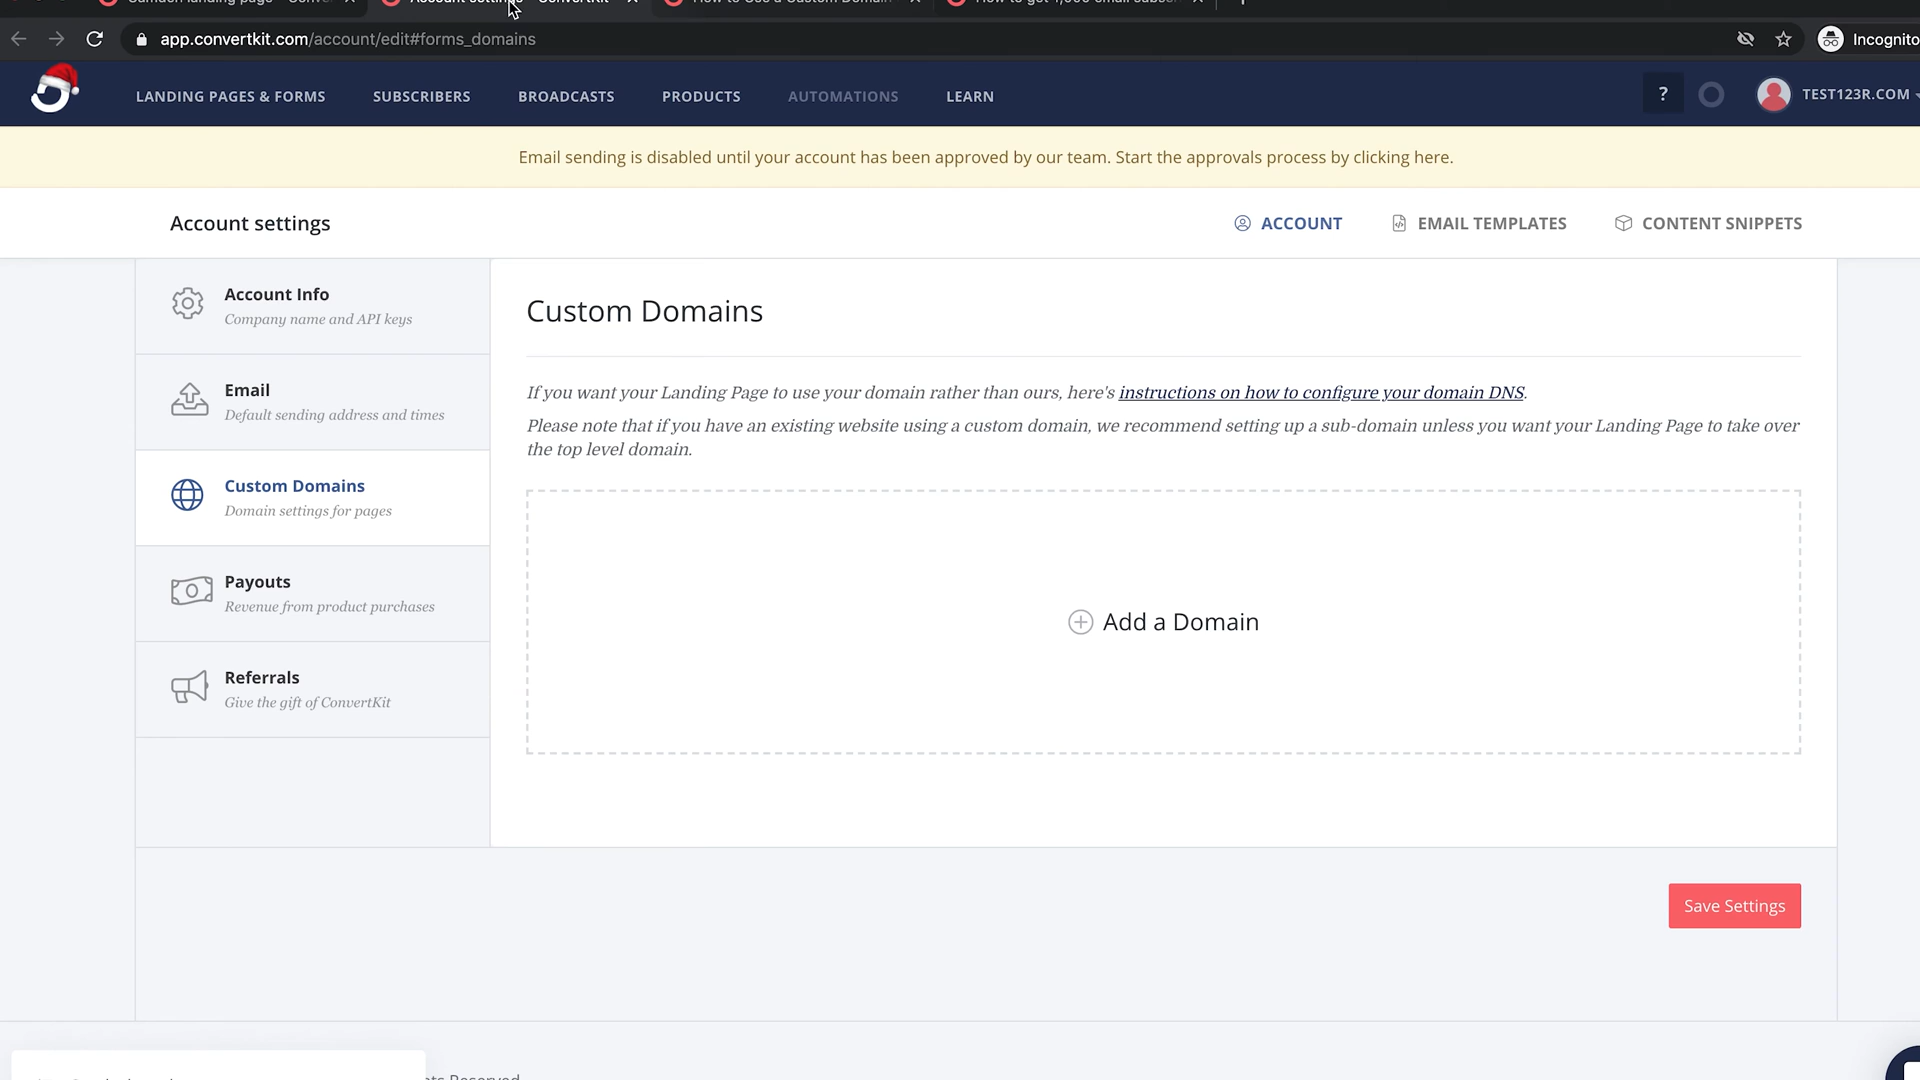 Account settings - ConvertKit
How to Use a Custom Domain
How to get 1,000 email subsc
app.convertkit.com/account/edit#forms_domains
Incognito
LANDING PAGES & FORMS
SUBSCRIBERS
BROADCASTS
PRODUCTS
AUTOMATIONS
LEARN
?
TEST123R.COM
Email sending is disabled until your account has been approved by our team. Start the approvals process by clicking here.
Account settings
ACCOUNT
EMAIL TEMPLATES
CONTENT SNIPPETS
Account Info
Company name and API keys
Email
Default sending address and times
Custom Domains
Domain settings for pages
Payouts
Revenue from product purchases
Referrals
Give the gift of ConvertKit
Custom Domains
If you want your Landing Page to use your domain rather than ours, here's instructions on how to configure your domain DNS.
Please note that if you have an existing website using a custom domain, we recommend setting up a sub-domain unless you want your Landing Page to take over
the top level domain.
Add a Domain
Save Settings
Reserved